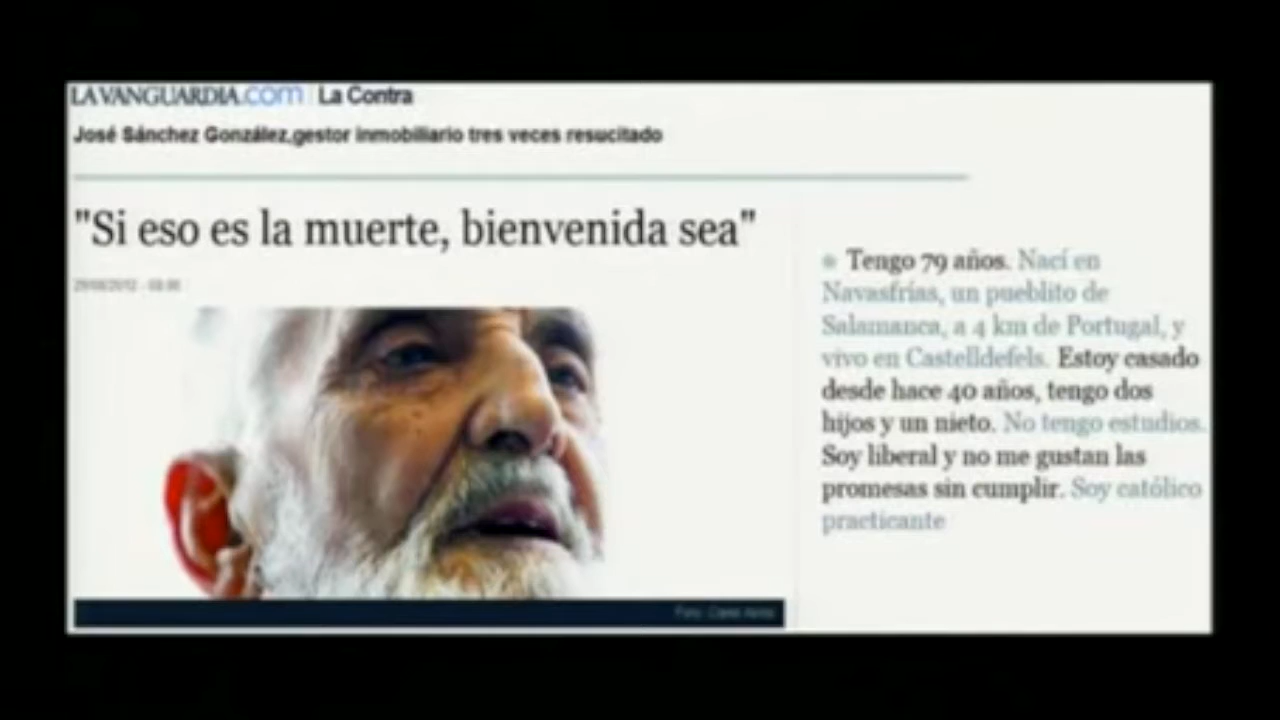 LAVANGUARDIA.com | La Contra
José Sánchez González,gestor inmobiliario tres veces resucitado
"Si eso es la muerte, bienvenida sea"
Tengo 79 años. Nací en
Navasfrías, un pueblito de
Salamanca, a 4 km de Portugal, y
vivo en Castelldefels. Estoy casado
desde hace 40 años, tengo dos
hijos y un nieto. No tengo estudios.
Soy liberal y no me gustan las
promesas sin cumplir. Soy católico
practicante